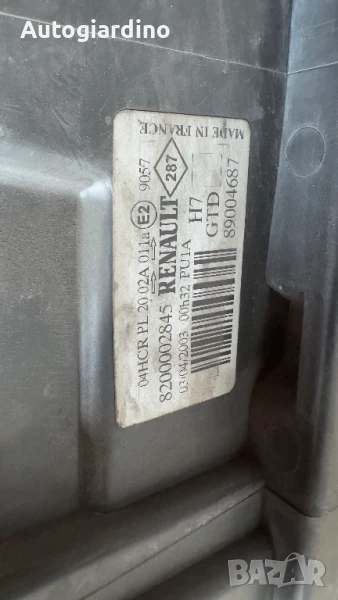 Autogiardino
04HCR PL 20 02A 011a E2 9057
8200002845 RENAULT 287
03/04/2003 00h32 PU1A
H7
GTD
89004687
MADE IN FRANCE
BAZAR